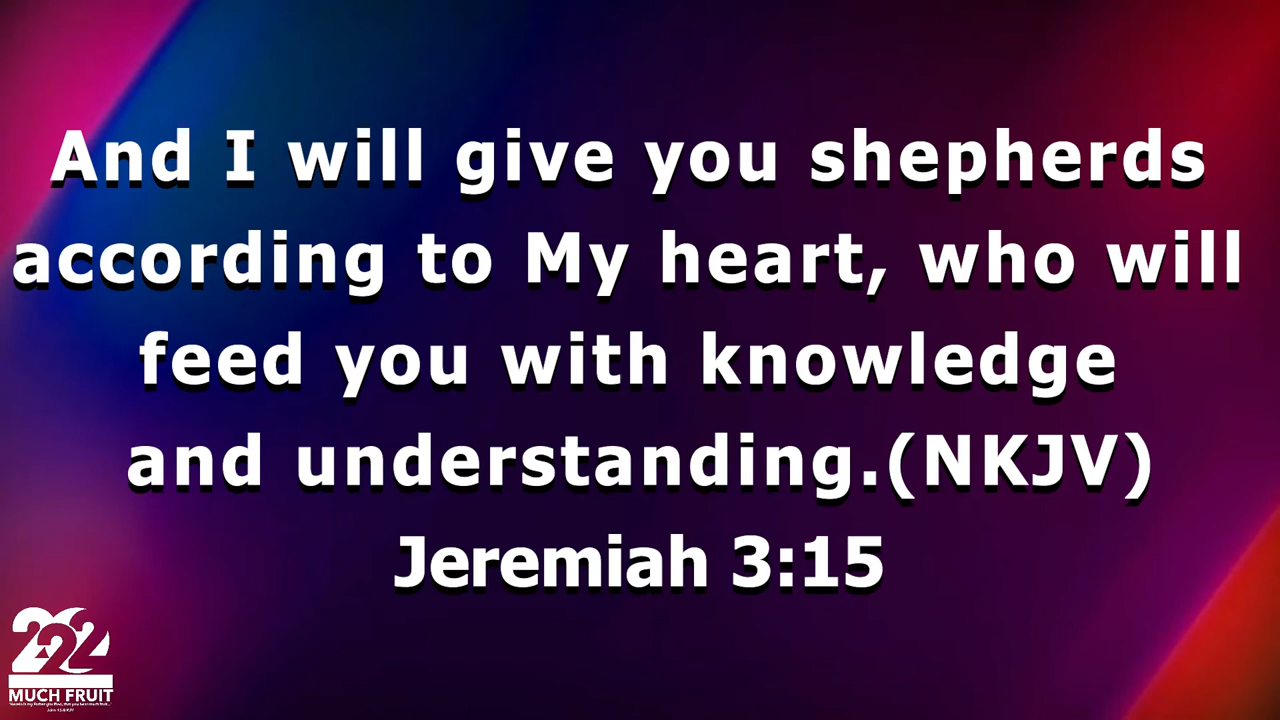 And I will give you shepherds
according to My heart, who will
feed you with knowledge
and understanding.(NKJV)
Jeremiah 3:15
2022
MUCH FRUIT